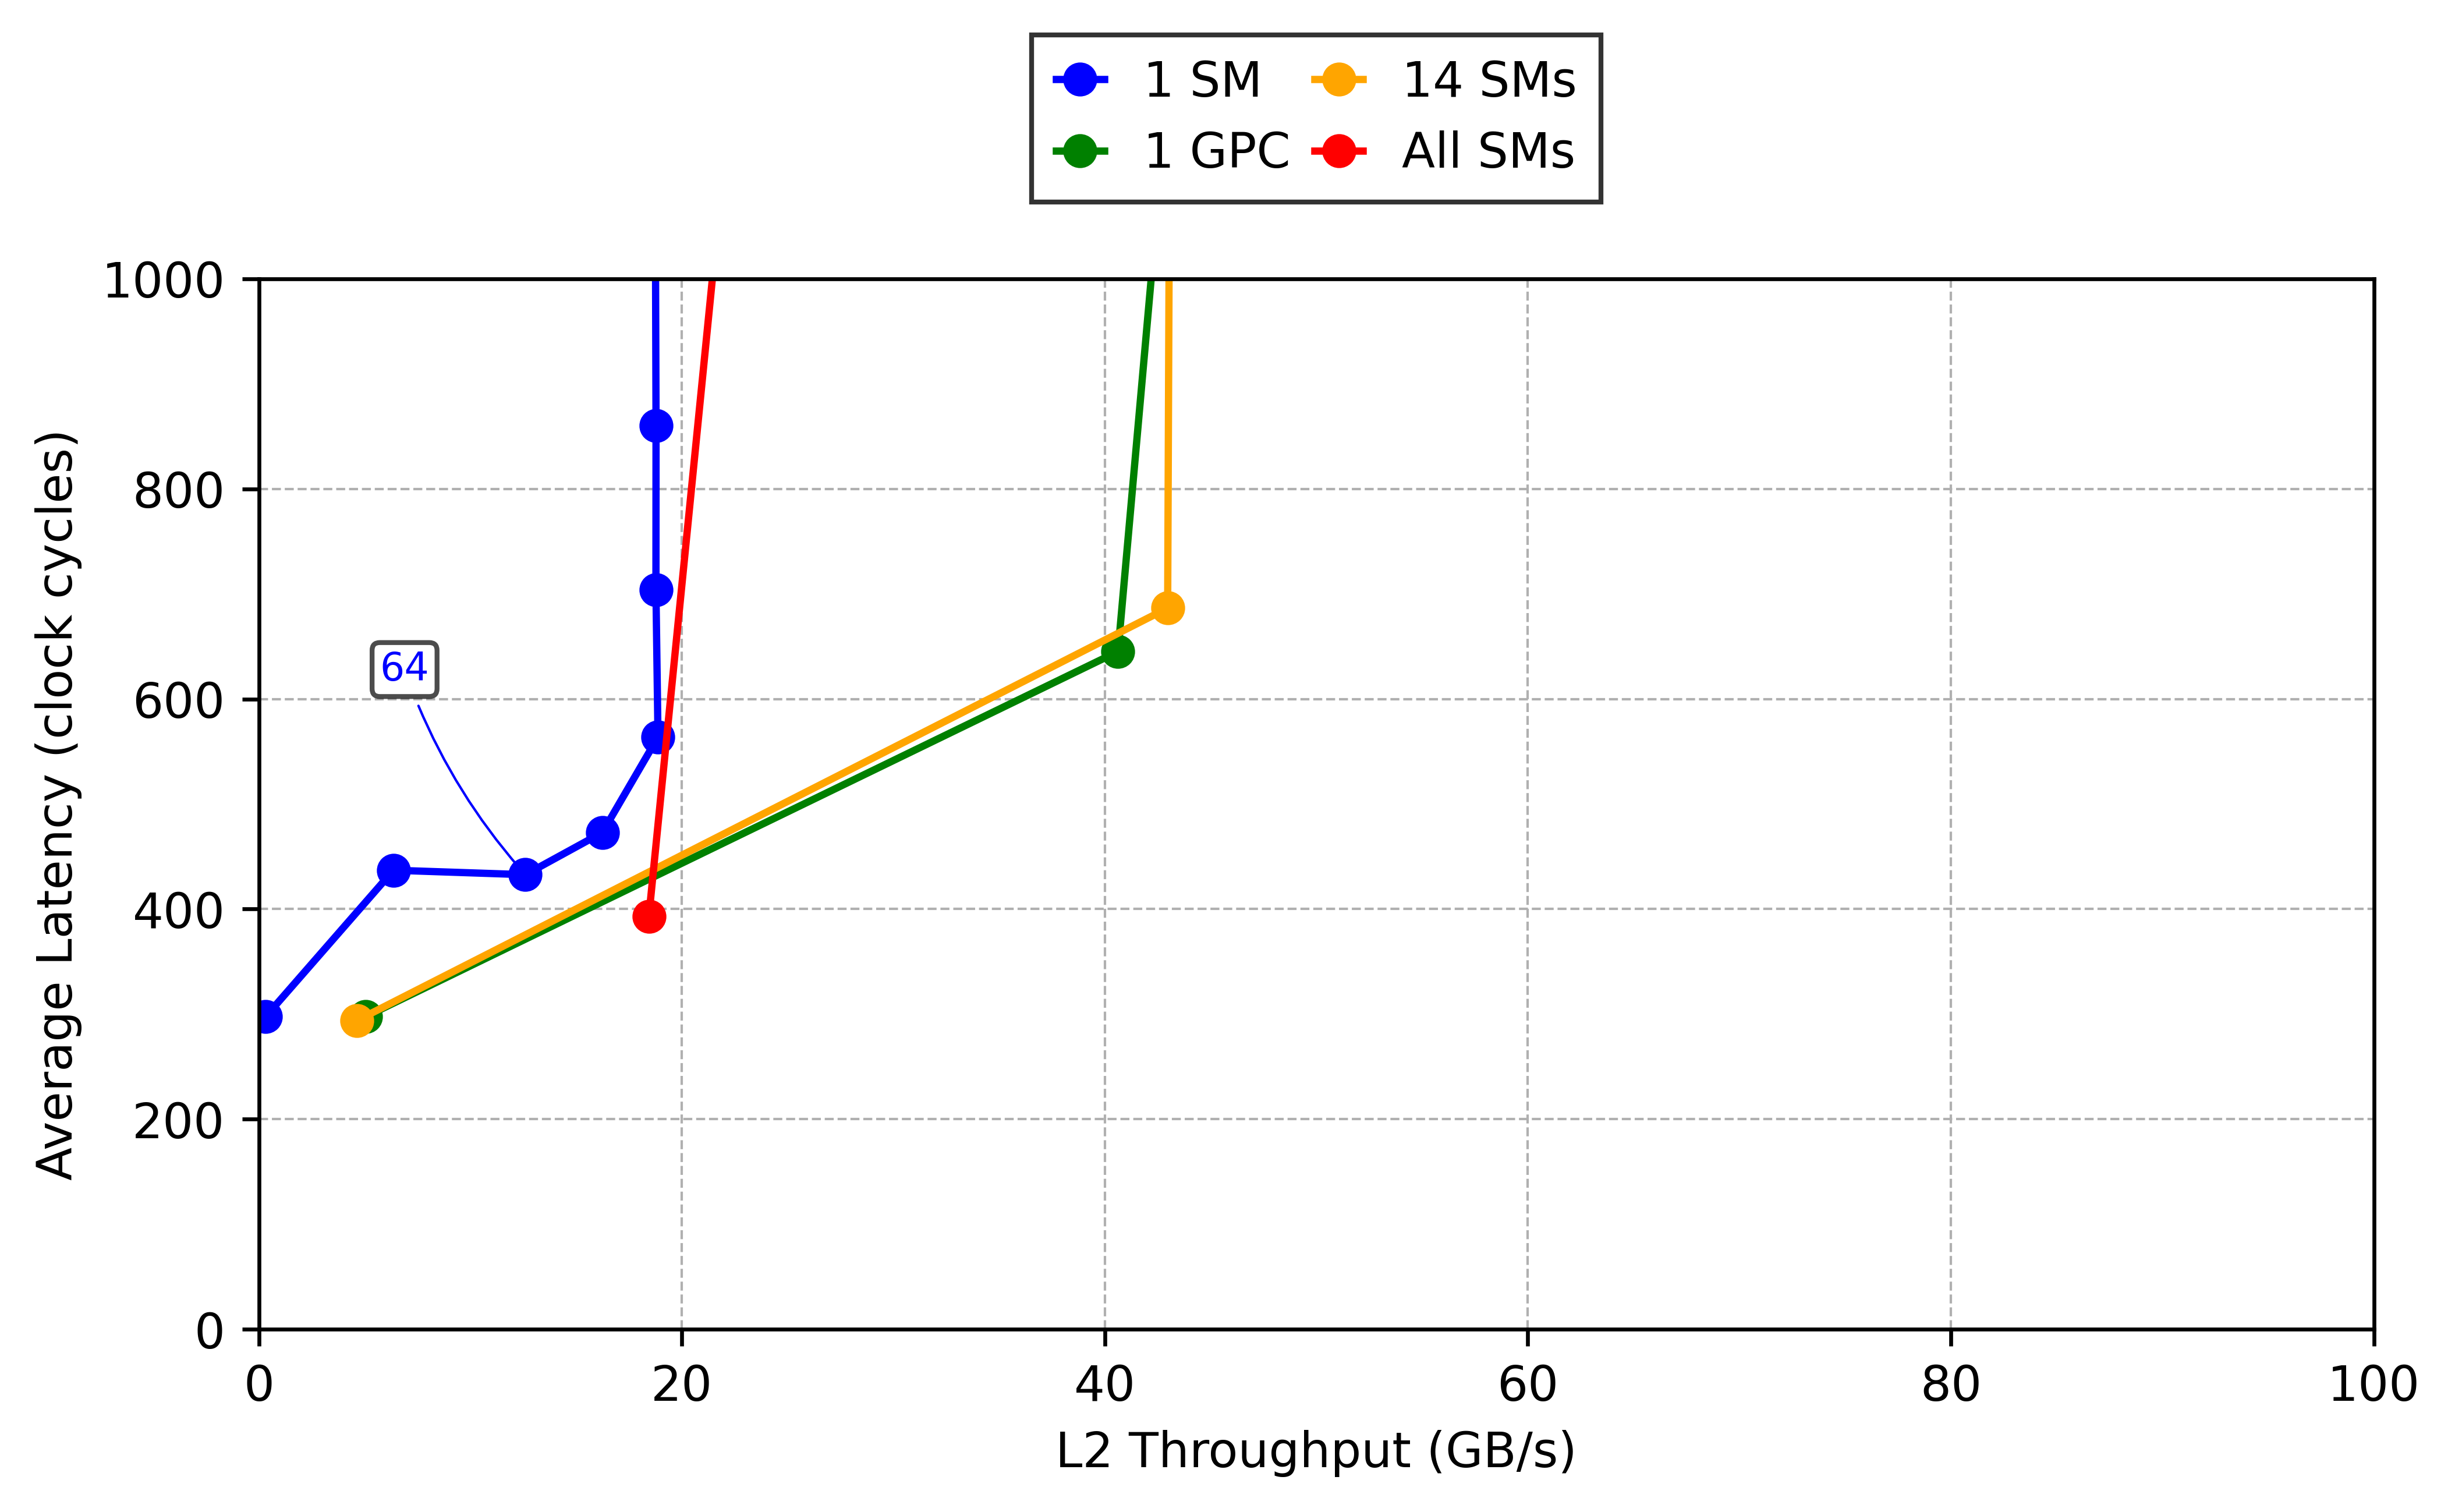 1 SM
14 SMs
1 GPC
All SMs
1000
800
600
400
200
0
Average Latency (clock cycles)
64
0
20
40
60
80
100
L2 Throughput (GB/s)